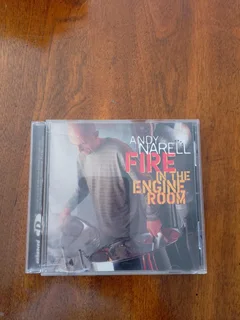 ANDY
NARELL
FIRE
IN THE
ENGINE
ROOM